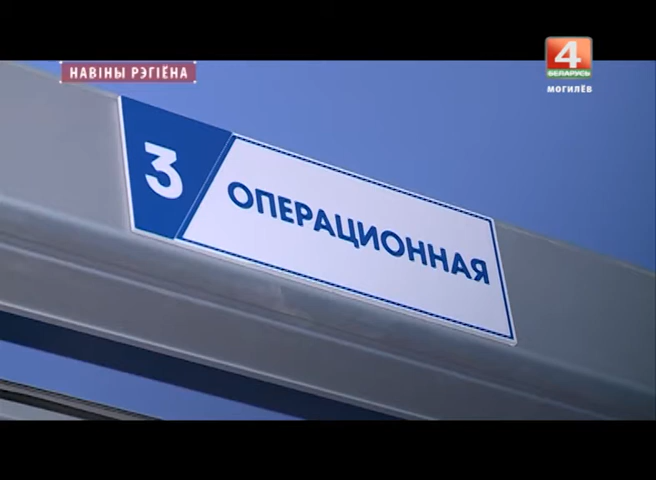 НАВІНЫ РЭГІЁНА
4
БЕЛАРУСЬ
МОГИЛЁВ
3
ОПЕРАЦИОННАЯ